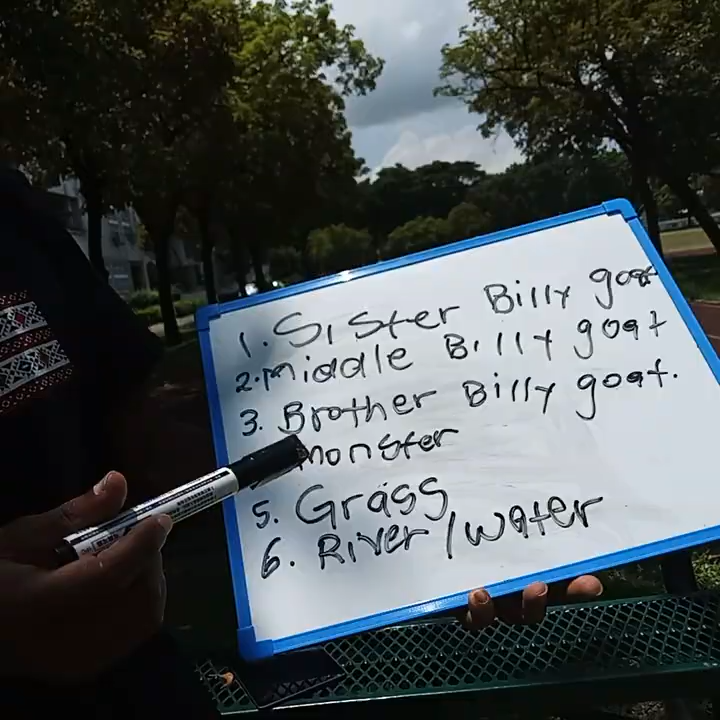 1. Sister Billy goat
2. middle Billy goat
3. Brother Billy goat.
monster
5. Grass
6. River/water